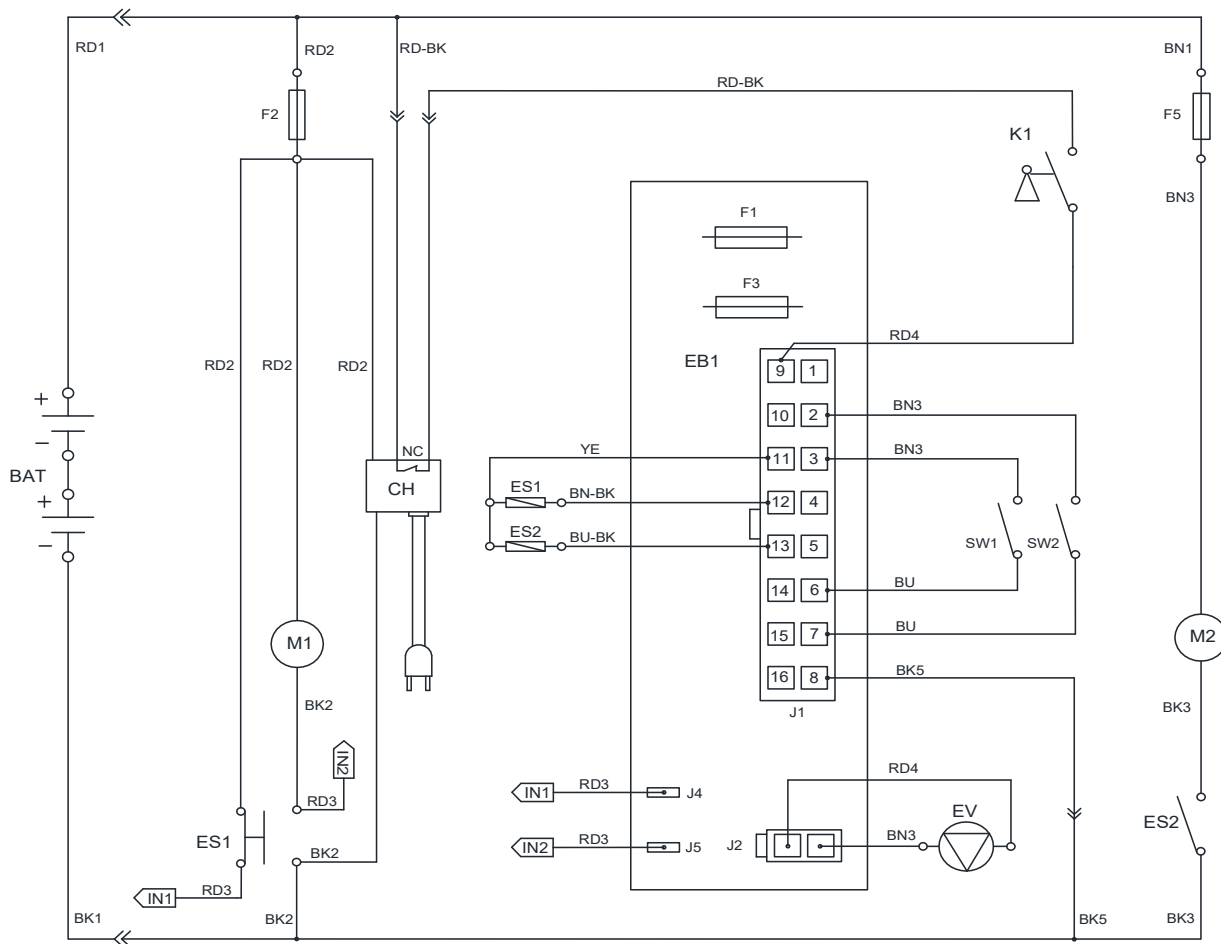 RD1
RD2
RD-BK
BN1
RD-BK
F2
F5
K1
BN3
F1
F3
RD4
EB1
RD2
RD2
RD2
9 1
+
BN3
10 2
−
NC
YE
BN3
11 3
BAT
CH
ES1
BN-BK
12 4
+
ES2
BU-BK
13 5
SW1
SW2
−
BU
14 6
M1
BU
15 7
M2
BK5
16 8
J1
BK2
BK3
IN2
RD3
IN1
RD3
J4
RD4
ES1
EV
ES2
BK2
IN2
RD3
J5
J2
BN3
IN1
RD3
BK1
BK2
BK5
BK3